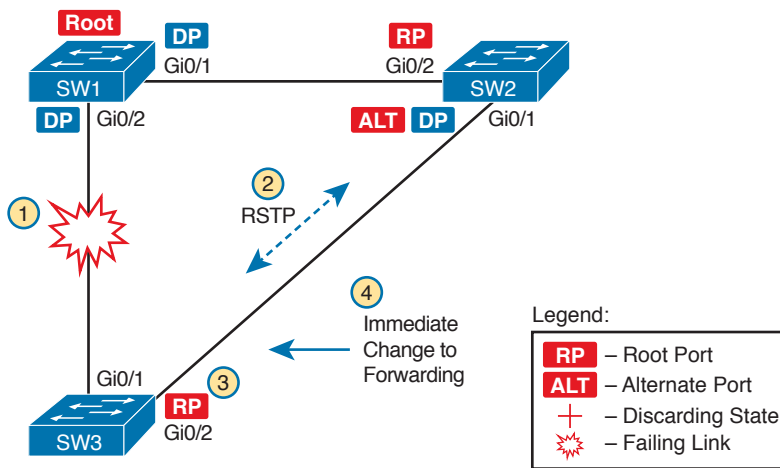 Root
DP
RP
Gi0/1
Gi0/2
SW1
SW2
DP
Gi0/2
ALT DP
Gi0/1
1
2
RSTP
4
Immediate
Change to
Forwarding
Gi0/1
3
RP
Gi0/2
SW3
Legend:
RP – Root Port
ALT – Alternate Port
– Discarding State
– Failing Link